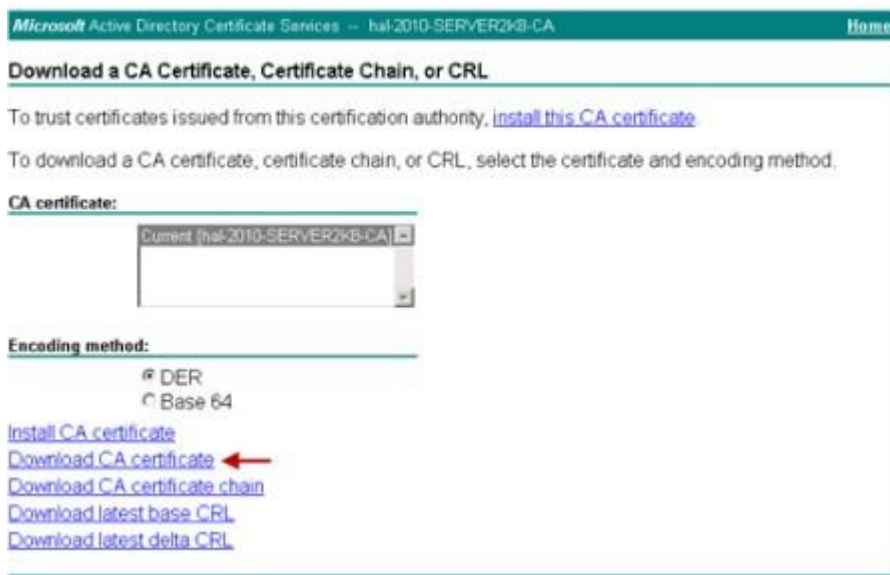 Microsoft Active Directory Certificate Services -- hal-2010-SERVER2K8-CA Home
Download a CA Certificate, Certificate Chain, or CRL
To trust certificates issued from this certification authority, install this CA certificate.
To download a CA certificate, certificate chain, or CRL, select the certificate and encoding method.
CA certificate:
Current [hal-2010-SERVER2K8-CA]
Encoding method:
DER
Base 64
Install CA certificate
Download CA certificate
Download CA certificate chain
Download latest base CRL
Download latest delta CRL